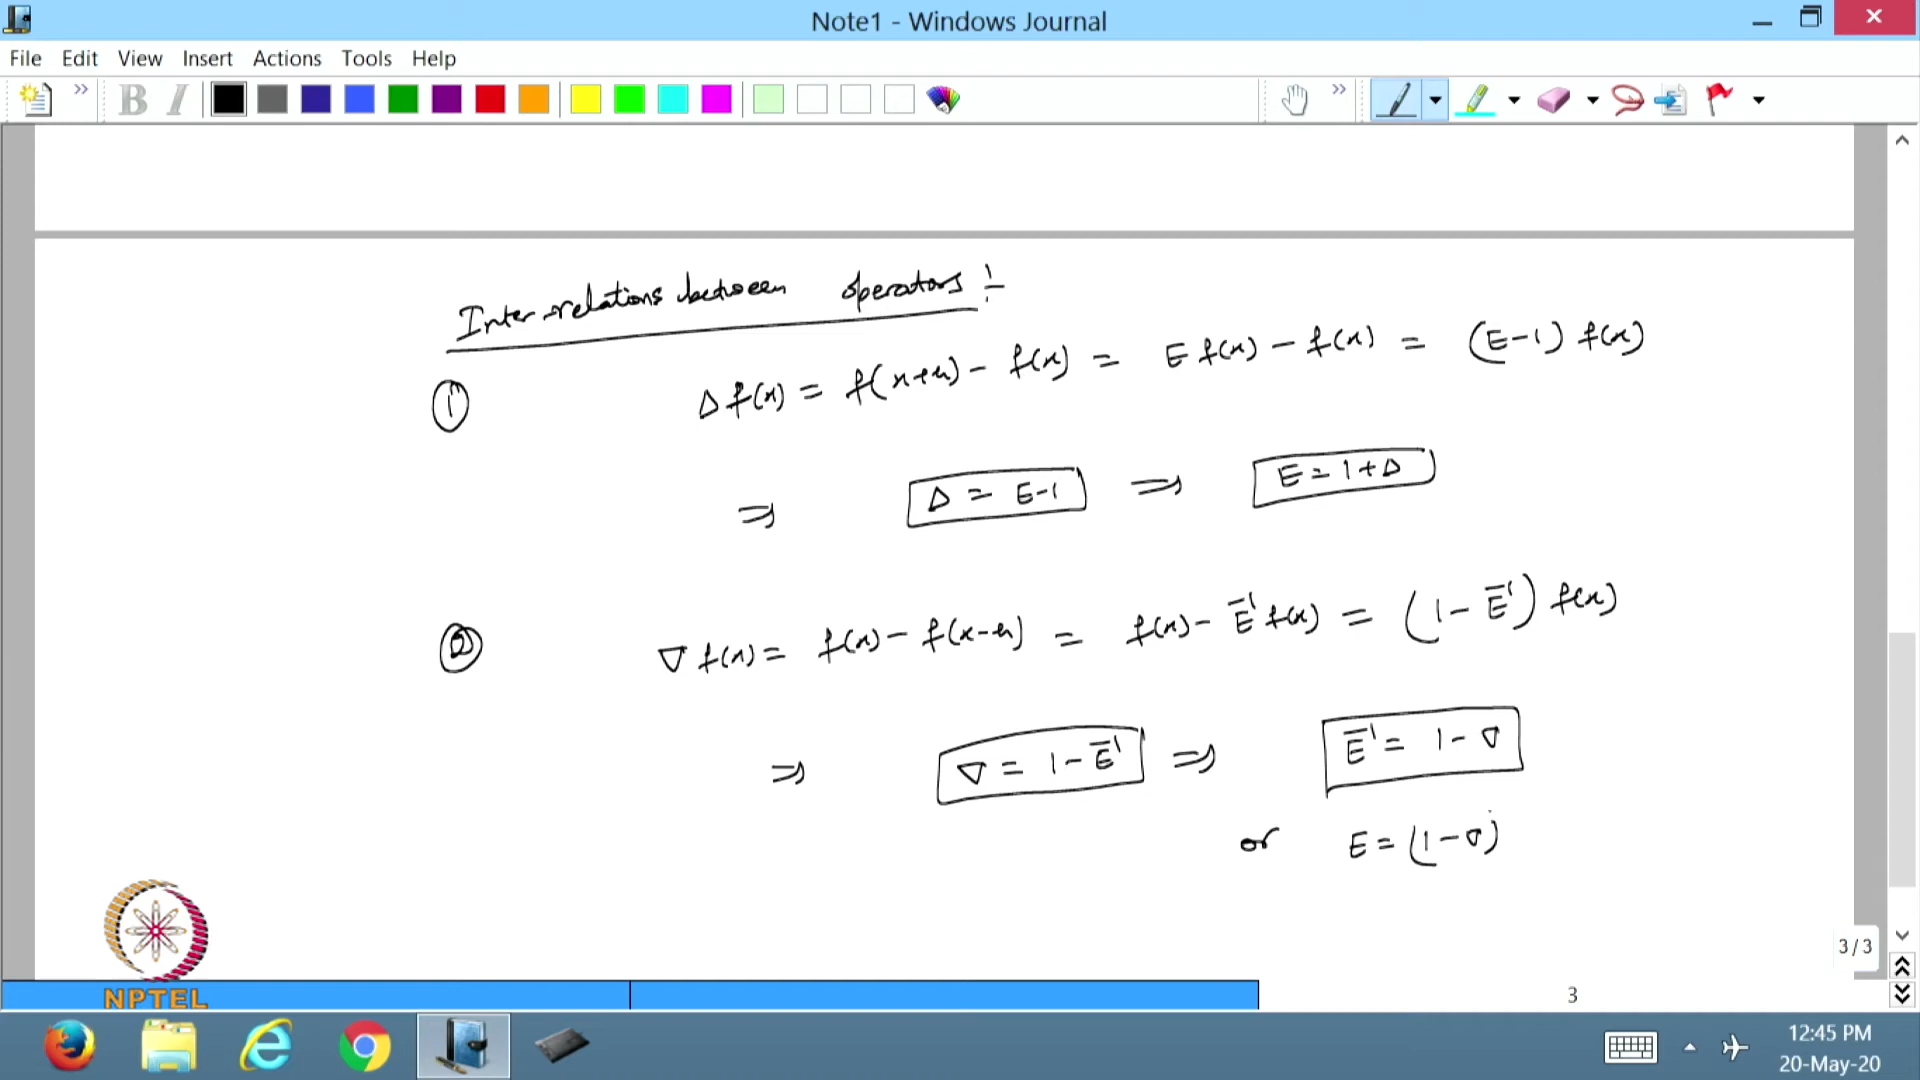 Note1 - Windows Journal
File Edit View Insert Actions Tools Help
B I
Inter-relations between operators :-
① Δf(x) = f(x+h) - f(x) = E f(x) - f(x) = (E-1) f(x)
⇒ Δ = E-1 ⇒ E = 1+Δ
② ∇f(x) = f(x) - f(x-h) = f(x) - E⁻¹ f(x) = (1 - E⁻¹) f(x)
⇒ ∇ = 1 - E⁻¹ ⇒ E⁻¹ = 1 - ∇
or E = (1-∇)
3/3
NPTEL
3
12:45 PM
20-May-20